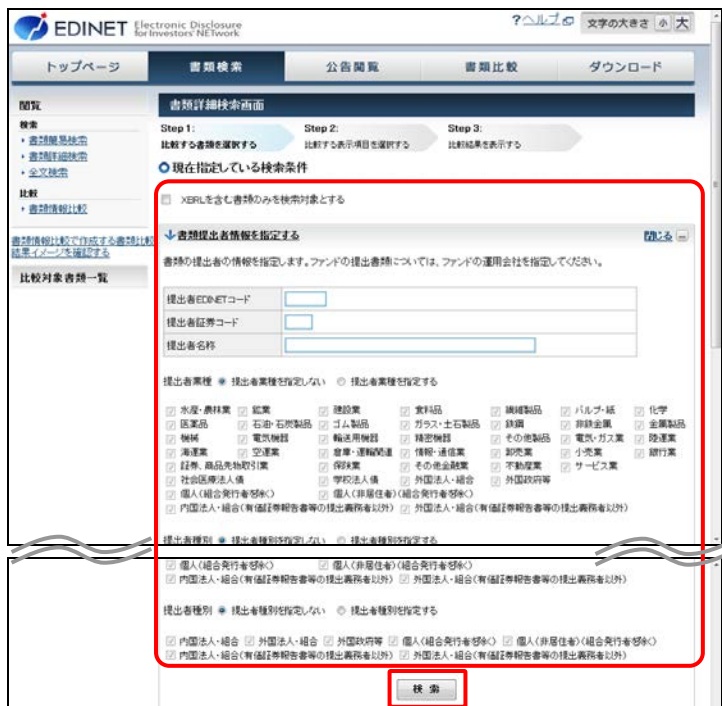 EDINET Electronic Disclosure for Investors' NETwork
?ヘルプ 文字の大きさ 小 大
トップページ 書類検索 公告閲覧 書類比較 ダウンロード
閲覧
検索
書類簡易検索
書類詳細検索
全文検索
比較
書類情報比較
書類情報比較で作成する書類比較
結果イメージを確認する
比較対象書類一覧
書類詳細検索画面
Step 1: Step 2: Step 3:
比較する書類を選択する 比較する表示項目を選択する 比較結果を表示する
現在指定している検索条件
XBRLを含む書類のみを検索対象とする
書類提出者情報を指定する 閉じる
書類の提出者の情報を指定します。ファンドの提出書類については、ファンドの運用会社を指定してください。
提出者EDINETコード
提出者証券コード
提出者名称
提出者業種 提出者業種を指定しない 提出者業種を指定する
水産・農林業 鉱業 建設業 食料品 繊維製品 パルプ・紙 化学
医薬品 石油・石炭製品 ゴム製品 ガラス・土石製品 鉄鋼 非鉄金属 金属製品
機械 電気機器 輸送用機器 精密機器 その他製品 電気・ガス業 陸運業
海運業 空運業 倉庫・運輸関連 情報・通信業 卸売業 小売業 銀行業
証券、商品先物取引業 保険業 その他金融業 不動産業 サービス業
社会医療法人債 学校法人債 外国法人・組合 外国政府等
個人(組合発行者を除く) 個人(非居住者)(組合発行者を除く)
内国法人・組合(有価証券報告書等の提出義務者以外) 外国法人・組合(有価証券報告書等の提出義務者以外)
提出者種別 提出者種別を指定しない 提出者種別を指定する
個人(組合発行者を除く) 個人(非居住者)(組合発行者を除く)
内国法人・組合(有価証券報告書等の提出義務者以外) 外国法人・組合(有価証券報告書等の提出義務者以外)
提出者種別 提出者種別を指定しない 提出者種別を指定する
内国法人・組合 外国法人・組合 外国政府等 個人(組合発行者を除く) 個人(非居住者)(組合発行者を除く)
内国法人・組合(有価証券報告書等の提出義務者以外) 外国法人・組合(有価証券報告書等の提出義務者以外)
検 索